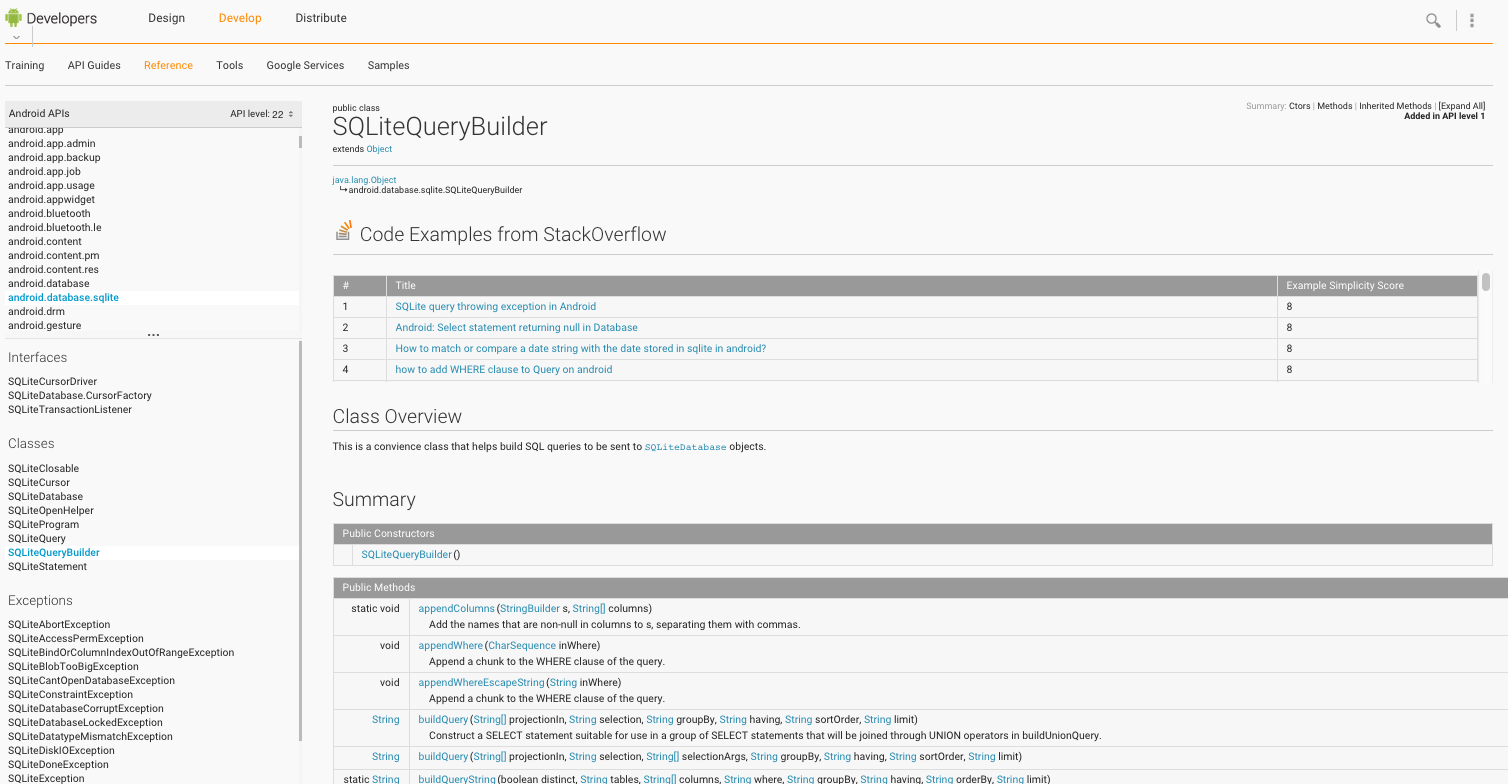 Developers Design Develop Distribute
Training API Guides Reference Tools Google Services Samples
Android APIs API level: 22
android.app
android.app.admin
android.app.backup
android.app.job
android.app.usage
android.appwidget
android.bluetooth
android.bluetooth.le
android.content
android.content.pm
android.content.res
android.database
android.database.sqlite
android.drm
android.gesture
Interfaces
SQLiteCursorDriver
SQLiteDatabase.CursorFactory
SQLiteTransactionListener
Classes
SQLiteClosable
SQLiteCursor
SQLiteDatabase
SQLiteOpenHelper
SQLiteProgram
SQLiteQuery
SQLiteQueryBuilder
SQLiteStatement
Exceptions
SQLiteAbortException
SQLiteAccessPermException
SQLiteBindOrColumnIndexOutOfRangeException
SQLiteBlobTooBigException
SQLiteCantOpenDatabaseException
SQLiteConstraintException
SQLiteDatabaseCorruptException
SQLiteDatabaseLockedException
SQLiteDatatypeMismatchException
SQLiteDiskIOException
SQLiteDoneException
SQLiteException
public class
SQLiteQueryBuilder
extends Object
Summary: Ctors | Methods | Inherited Methods | [Expand All]
Added in API level 1
java.lang.Object
↳android.database.sqlite.SQLiteQueryBuilder
Code Examples from StackOverflow
# Title Example Simplicity Score
1 SQLite query throwing exception in Android 8
2 Android: Select statement returning null in Database 8
3 How to match or compare a date string with the date stored in sqlite in android? 8
4 how to add WHERE clause to Query on android 8
Class Overview
This is a convience class that helps build SQL queries to be sent to SQLiteDatabase objects.
Summary
Public Constructors
SQLiteQueryBuilder()
Public Methods
static void appendColumns(StringBuilder s, String[] columns)
Add the names that are non-null in columns to s, separating them with commas.
void appendWhere(CharSequence inWhere)
Append a chunk to the WHERE clause of the query.
void appendWhereEscapeString(String inWhere)
Append a chunk to the WHERE clause of the query.
String buildQuery(String[] projectionIn, String selection, String groupBy, String having, String sortOrder, String limit)
Construct a SELECT statement suitable for use in a group of SELECT statements that will be joined through UNION operators in buildUnionQuery.
String buildQuery(String[] projectionIn, String selection, String[] selectionArgs, String groupBy, String having, String sortOrder, String limit)
static String buildQueryString(boolean distinct, String tables, String[] columns, String where, String groupBy, String having, String orderBy, String limit)